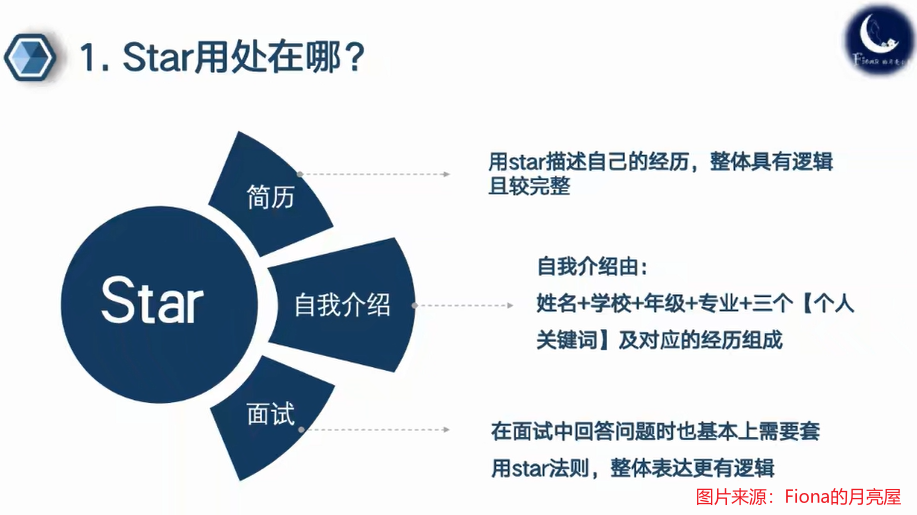 1. Star用处在哪？
Star
简历
用star描述自己的经历，整体具有逻辑
且较完整
自我介绍
自我介绍由：
姓名+学校+年级+专业+三个【个人
关键词】及对应的经历组成
面试
在面试中回答问题时也基本上需要套
用star法则，整体表达更有逻辑
图片来源：Fiona的月亮屋
Fiona